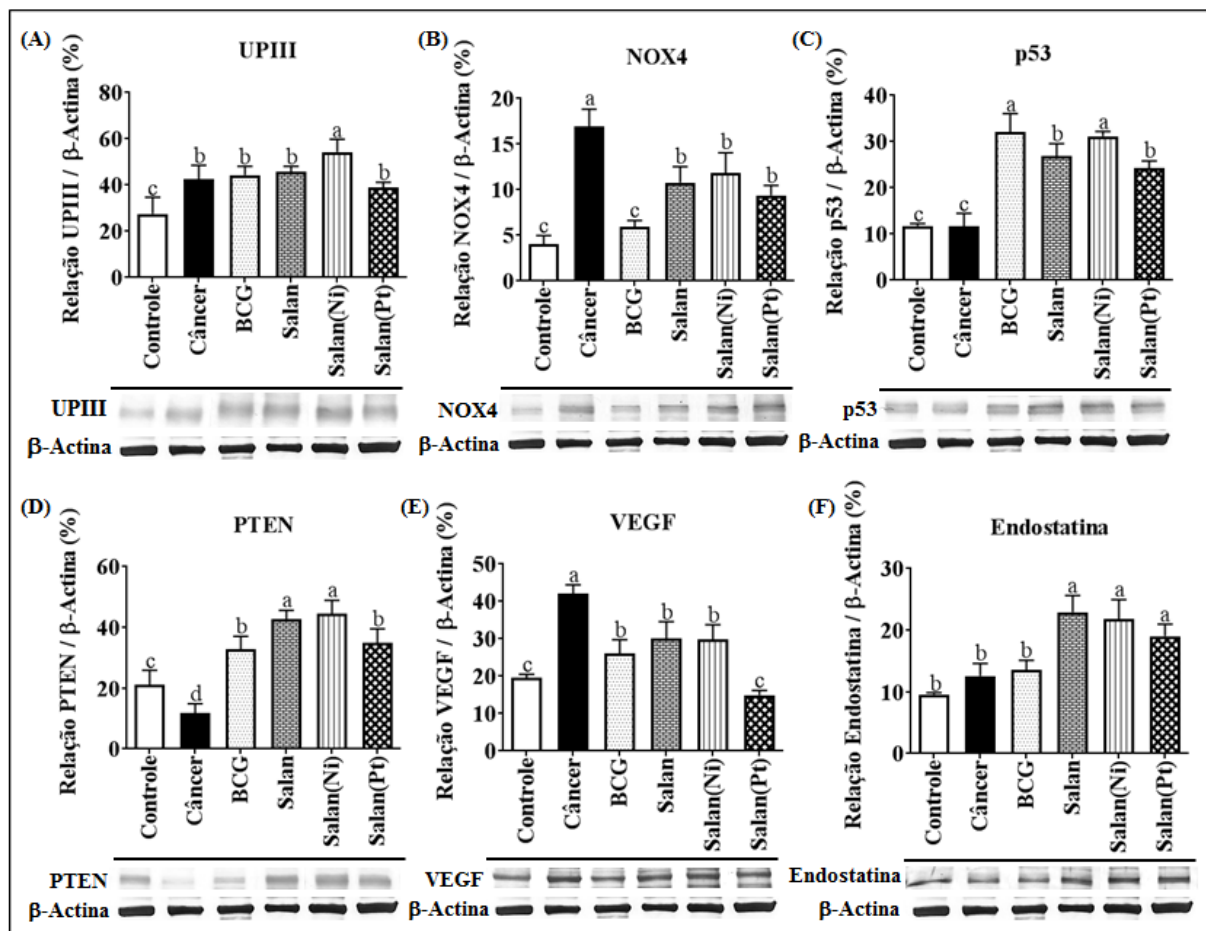 (A)
UPIII
Relação UPIII / β-Actina (%)
80
60
40
20
0
c
b
b
b
a
b
Controle
Câncer
BCG
Salan
Salan(Ni)
Salan(Pt)
UPIII
β-Actina
(B)
NOX4
Relação NOX4 / β-Actina (%)
20
15
10
5
0
c
a
c
b
b
b
Controle
Câncer
BCG
Salan
Salan(Ni)
Salan(Pt)
NOX4
β-Actina
(C)
p53
Relação p53 / β-Actina (%)
40
30
20
10
0
c
c
a
b
a
b
Controle
Câncer
BCG
Salan
Salan(Ni)
Salan(Pt)
p53
β-Actina
(D)
PTEN
Relação PTEN / β-Actina (%)
60
40
20
0
c
d
b
a
a
b
Controle
Câncer
BCG
Salan
Salan(Ni)
Salan(Pt)
PTEN
β-Actina
(E)
VEGF
Relação VEGF / β-Actina (%)
50
40
30
20
10
0
c
a
b
b
b
c
Controle
Câncer
BCG
Salan
Salan(Ni)
Salan(Pt)
VEGF
β-Actina
(F)
Endostatina
Relação Endostatina / β-Actina (%)
30
20
10
0
b
b
b
a
a
a
Controle
Câncer
BCG
Salan
Salan(Ni)
Salan(Pt)
Endostatina
β-Actina